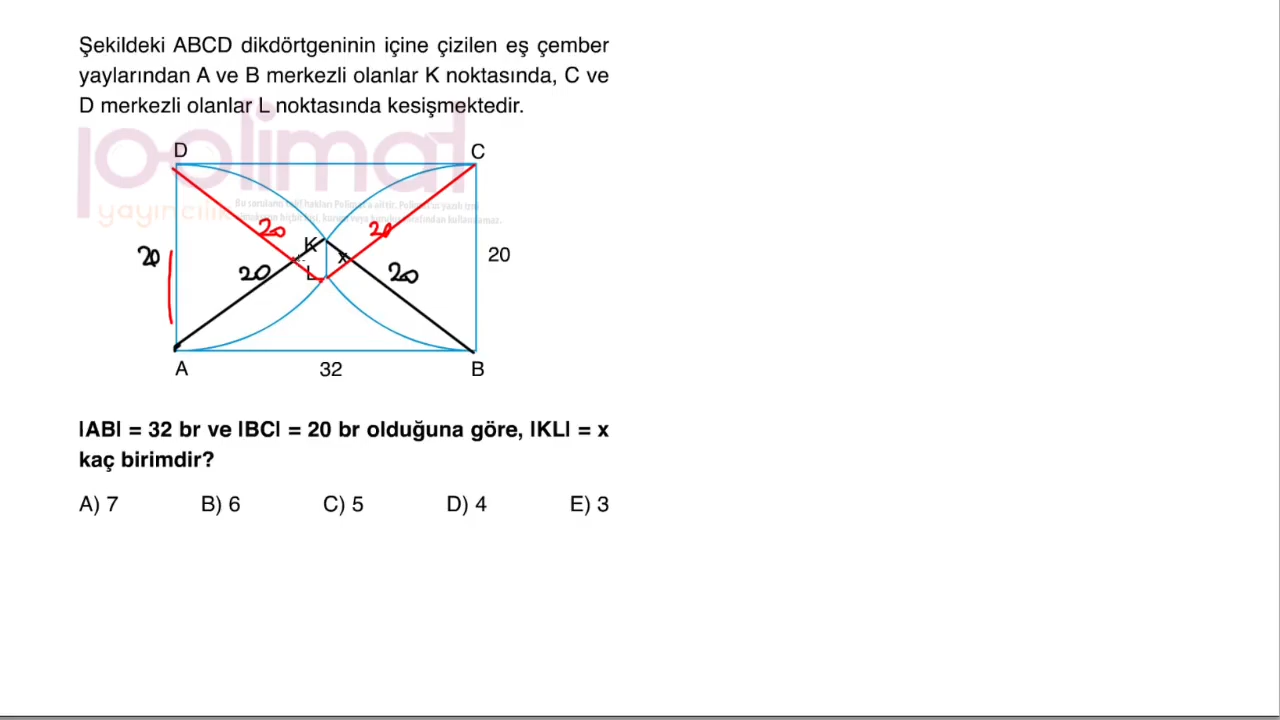 Şekildeki ABCD dikdörtgeninin içine çizilen eş çember
yaylarından A ve B merkezli olanlar K noktasında, C ve
D merkezli olanlar L noktasında kesişmektedir.
polimat
yayıncılık
D
C
20
20
K
x
20
20
L
20
20
A
32
B
|AB| = 32 br ve |BC| = 20 br olduğuna göre, |KL| = x
kaç birimdir?
A) 7 B) 6 C) 5 D) 4 E) 3